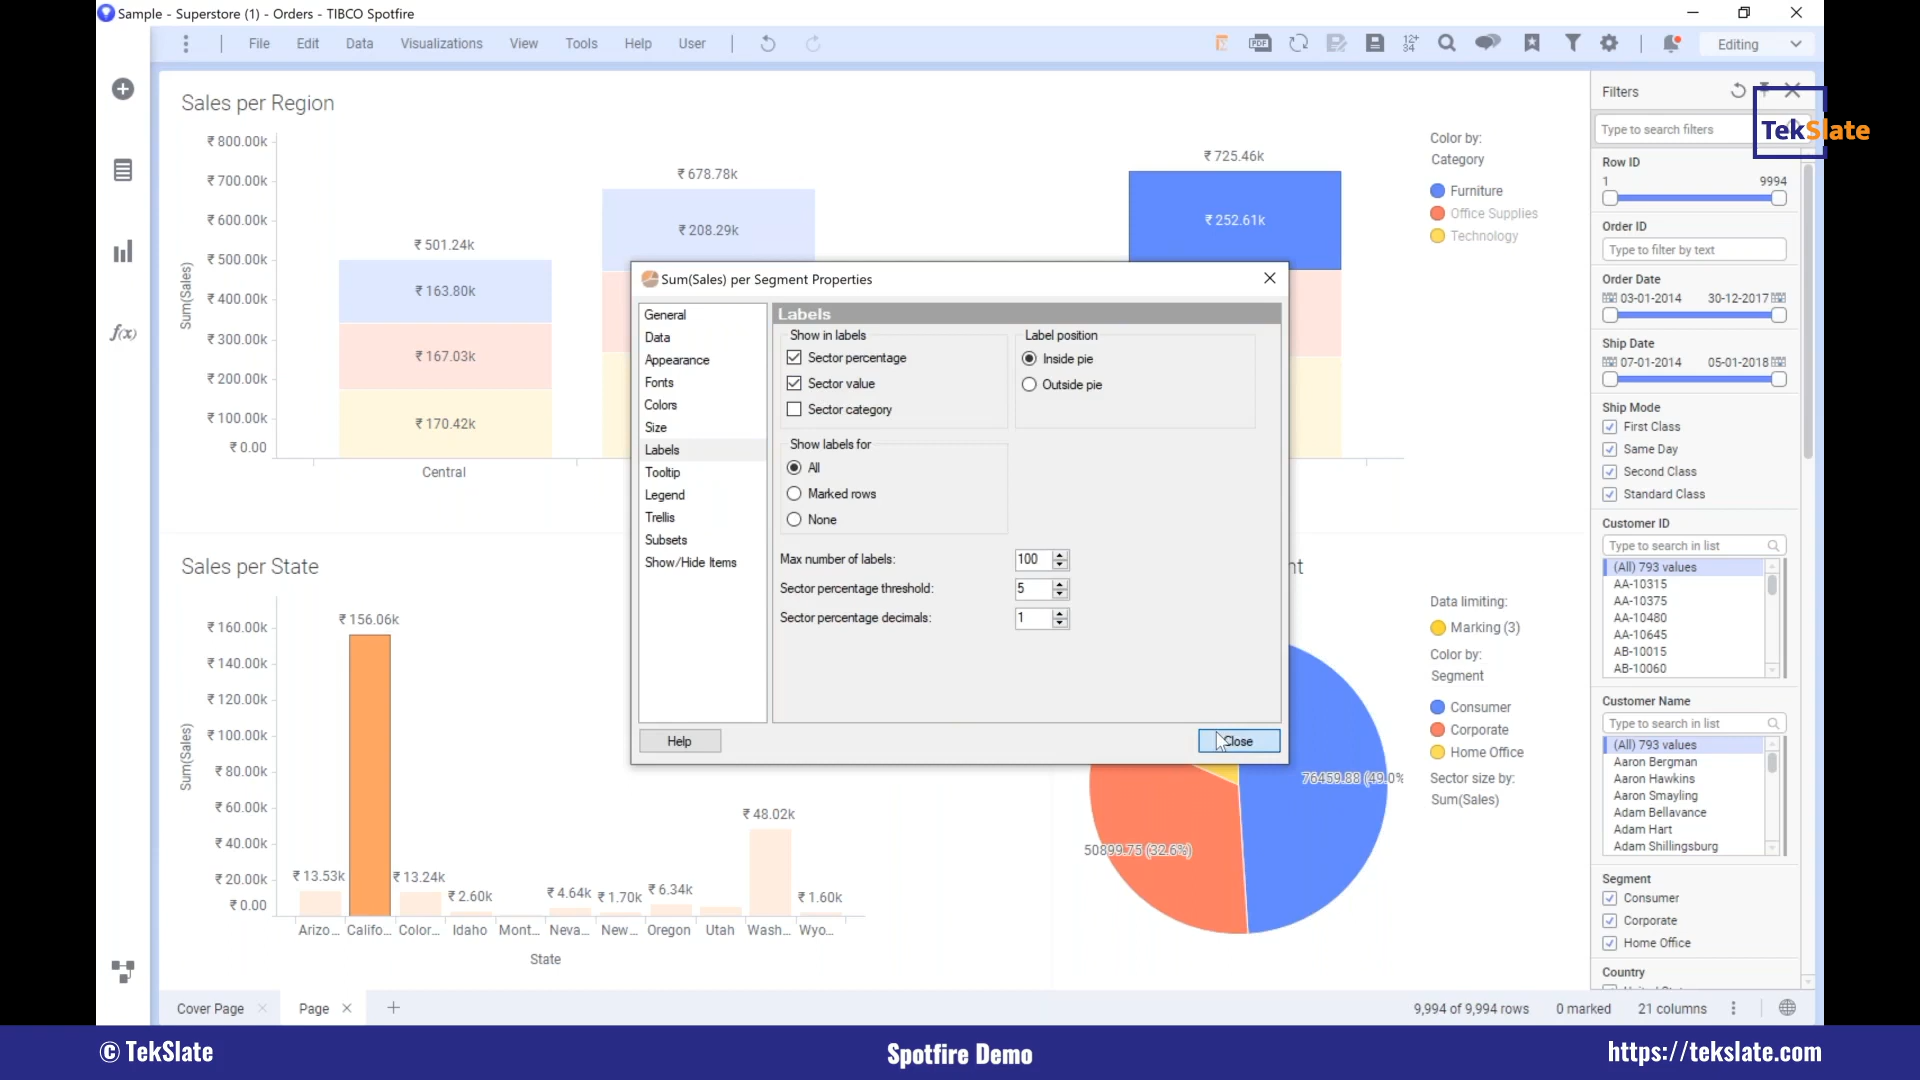 Sample - Superstore (1) - Orders - TIBCO Spotfire
File Edit Data Visualizations View Tools Help User
PDF
12+
34
Editing
Sales per Region
₹800.00k
₹700.00k
₹600.00k
₹500.00k
₹400.00k
₹300.00k
₹200.00k
₹100.00k
₹0.00
Sum(Sales)
₹501.24k
₹163.80k
₹167.03k
₹170.42k
Central
₹678.78k
₹208.29k
₹725.46k
₹252.61k
Color by:
Category
Furniture
Office Supplies
Technology
Sum(Sales) per Segment Properties
General
Data
Appearance
Fonts
Colors
Size
Labels
Tooltip
Legend
Trellis
Subsets
Show/Hide Items
Labels
Show in labels
Sector percentage
Sector value
Sector category
Label position
Inside pie
Outside pie
Show labels for
All
Marked rows
None
Max number of labels: 100
Sector percentage threshold: 5
Sector percentage decimals: 1
Help
Close
Sales per State
₹160.00k
₹140.00k
₹120.00k
₹100.00k
₹80.00k
₹60.00k
₹40.00k
₹20.00k
₹0.00
Sum(Sales)
₹13.53k
₹156.06k
₹13.24k
₹2.60k
₹4.64k
₹1.70k
₹6.34k
₹48.02k
₹1.60k
Arizo... Califo... Color... Idaho Mont... Neva... New... Oregon Utah Wash... Wyo...
State
nt
76459.88 (49.0%
50899.75 (32.6%)
Data limiting:
Marking (3)
Color by:
Segment
Consumer
Corporate
Home Office
Sector size by:
Sum(Sales)
Filters
Type to search filters
TekSlate
Row ID
1 9994
Order ID
Type to filter by text
Order Date
03-01-2014 30-12-2017
Ship Date
07-01-2014 05-01-2018
Ship Mode
First Class
Same Day
Second Class
Standard Class
Customer ID
Type to search in list
(All) 793 values
AA-10315
AA-10375
AA-10480
AA-10645
AB-10015
AB-10060
Customer Name
Type to search in list
(All) 793 values
Aaron Bergman
Aaron Hawkins
Aaron Smayling
Adam Bellavance
Adam Hart
Adam Shillingsburg
Segment
Consumer
Corporate
Home Office
Country
f(x)
Cover Page
Page
9,994 of 9,994 rows 0 marked 21 columns
© TekSlate
Spotfire Demo
https://tekslate.com